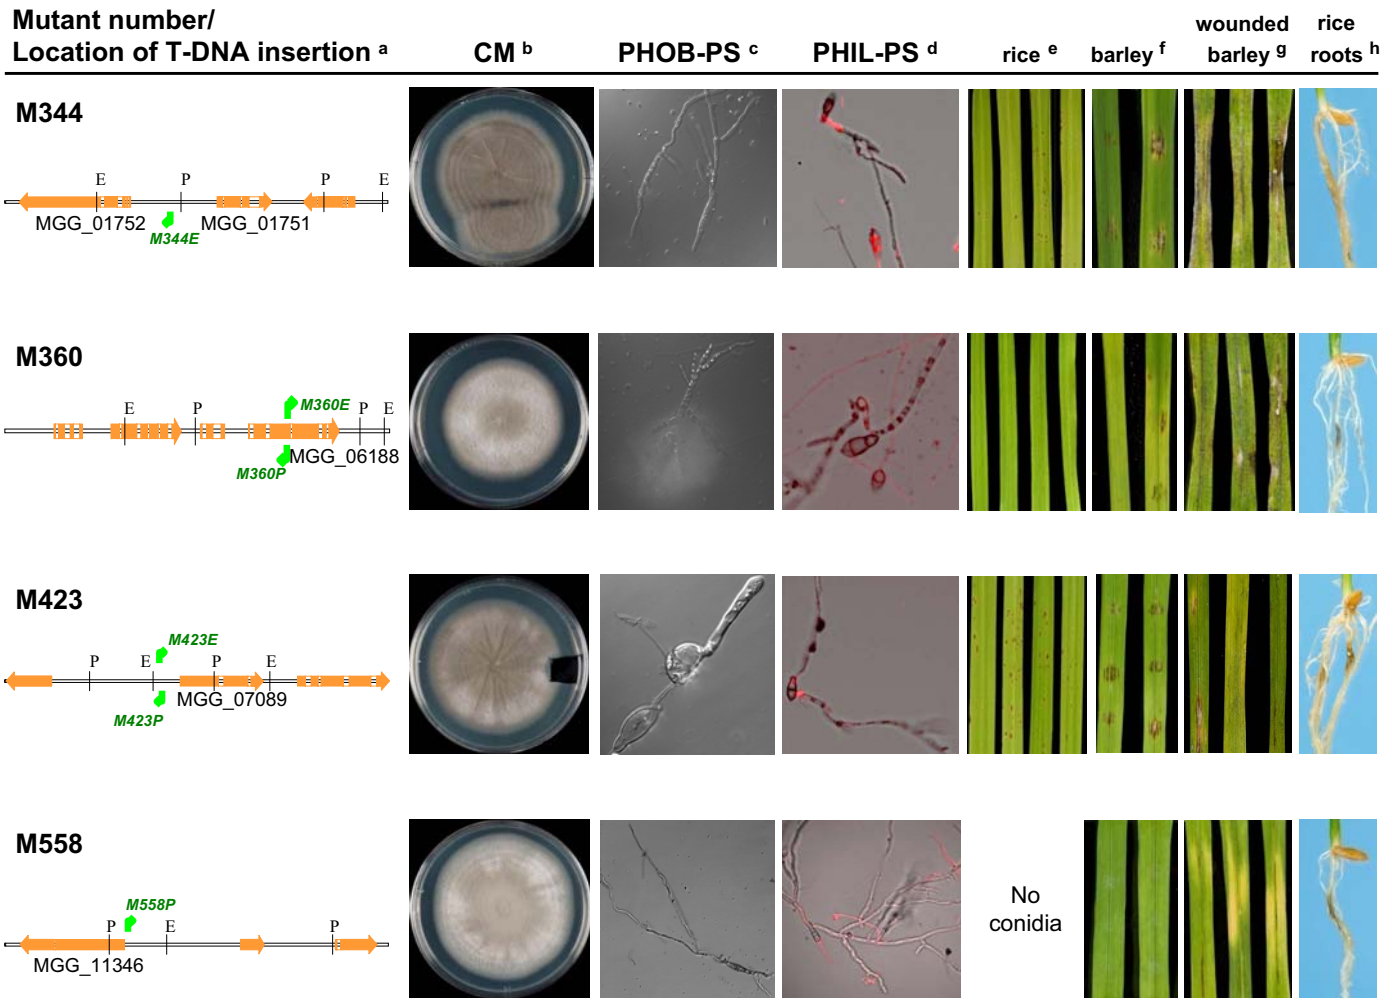 Mutant number/
Location of T-DNA insertion a
CM b
PHOB-PS c
PHIL-PS d
rice e
barley f
wounded
barley g
rice
roots h
M344
E P P E
MGG_01752 MGG_01751
M344E
M360
M360E
E P P E
M360P MGG_06188
M423
M423E
P E P E
M423P MGG_07089
M558
M558P
P E P
MGG_11346
No
conidia